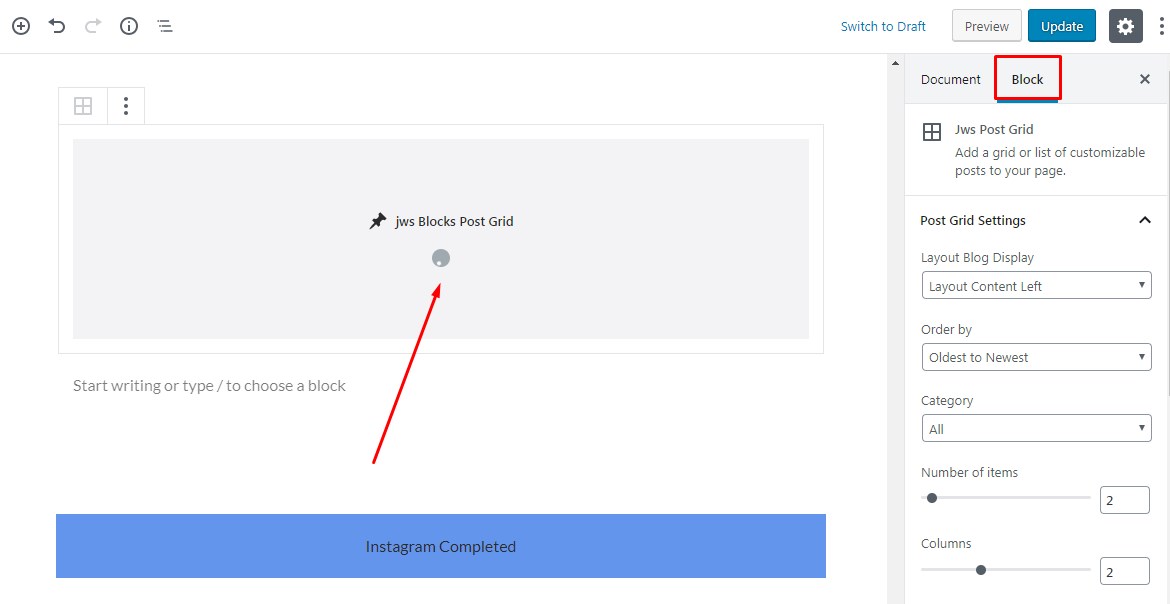 Switch to Draft
Preview
Update
Document
Block
Jws Post Grid
Add a grid or list of customizable
posts to your page.
jws Blocks Post Grid
Post Grid Settings
Layout Blog Display
Layout Content Left
Order by
Oldest to Newest
Start writing or type / to choose a block
Category
All
Number of items
2
Instagram Completed
Columns
2